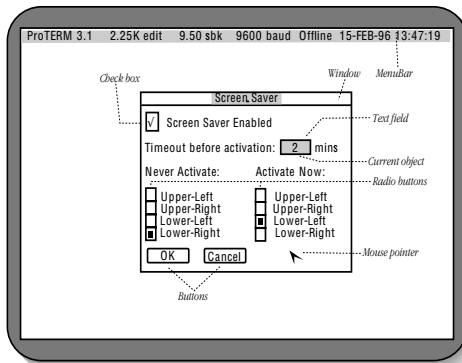 ProTERM 3.1 2.25K edit 9.50 sbk 9600 baud Offline 15-FEB-96 13:47:19
Check box
Window
MenuBar
Screen Saver
√ Screen Saver Enabled
Text field
Timeout before activation: 2 mins
Current object
Never Activate: Activate Now:
Radio buttons
Upper-Left Upper-Left
Upper-Right Upper-Right
Lower-Left Lower-Left
Lower-Right Lower-Right
OK Cancel
Mouse pointer
Buttons